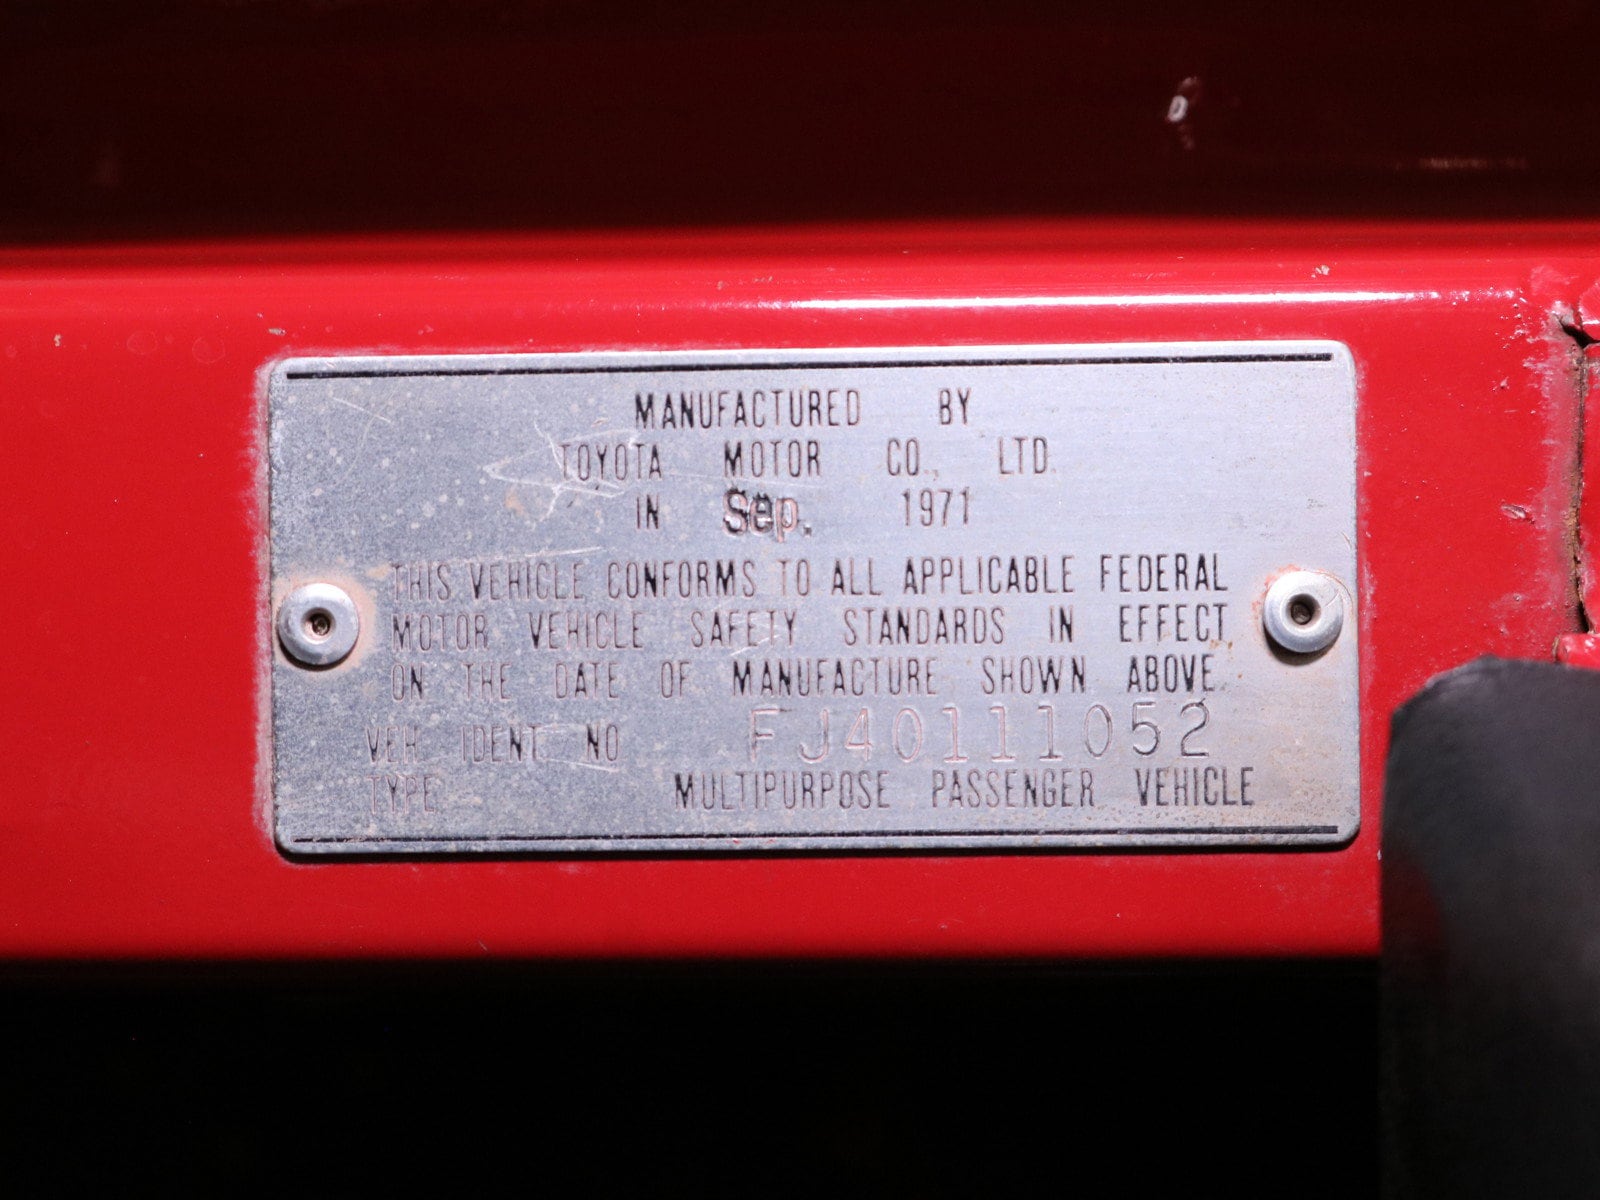 MANUFACTURED BY
TOYOTA MOTOR CO., LTD.
IN Sep. 1971
THIS VEHICLE CONFORMS TO ALL APPLICABLE FEDERAL
MOTOR VEHICLE SAFETY STANDARDS IN EFFECT
ON THE DATE OF MANUFACTURE SHOWN ABOVE
VEH IDENT NO FJ40111052
TYPE MULTIPURPOSE PASSENGER VEHICLE